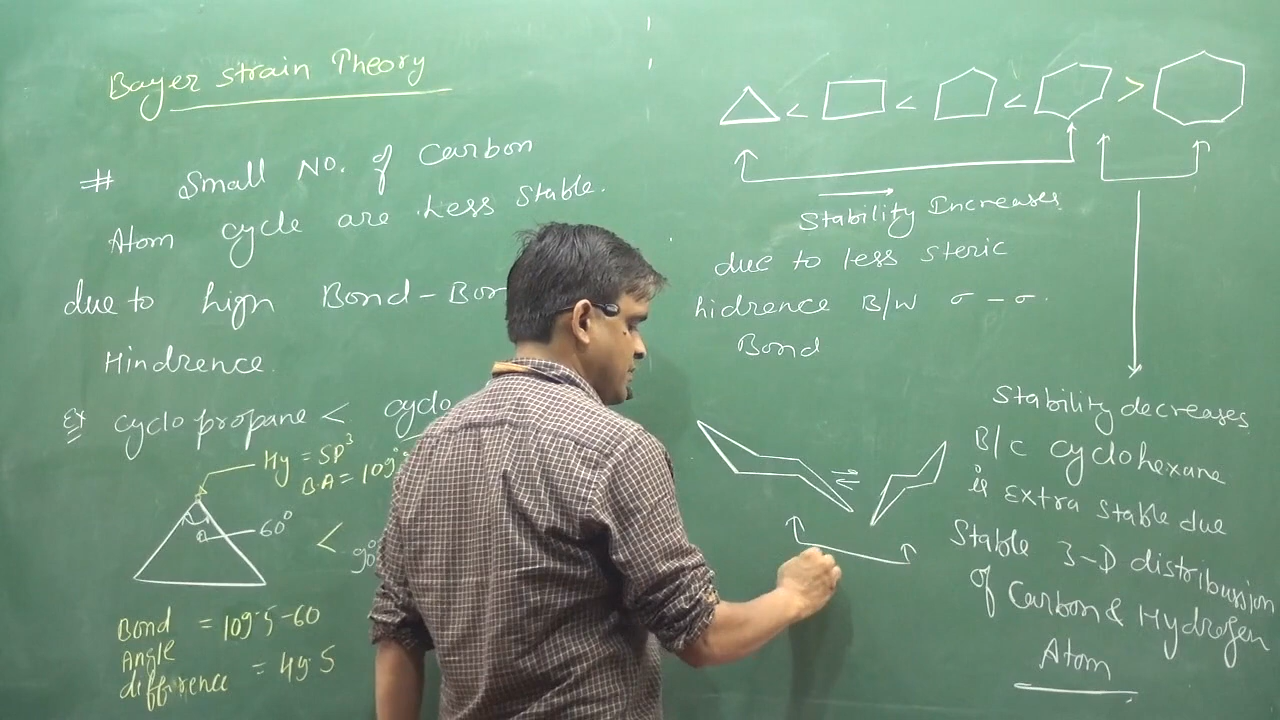 Bayer Strain Theory
# Small No. of Carbon
Atom cycle are Less Stable.
due to high Bond-Bon
Hindrence.
Ex cyclopropane < cyclo
Hy = SP³
BA = 109°
60°
<
90°
Bond = 109.5-60
Angle
difference = 49.5
< < < >
Stability Increases
due to less steric
hidrence B/W σ-σ.
Bond
⇌
Stability decreases
B/c cyclohexane
is Extra stable due
Stable 3-D distribussion
of Carbon & Hydrogen
Atom